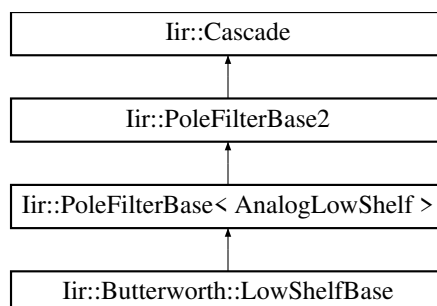 Iir::Cascade
Iir::PoleFilterBase2
Iir::PoleFilterBase< AnalogLowShelf >
Iir::Butterworth::LowShelfBase